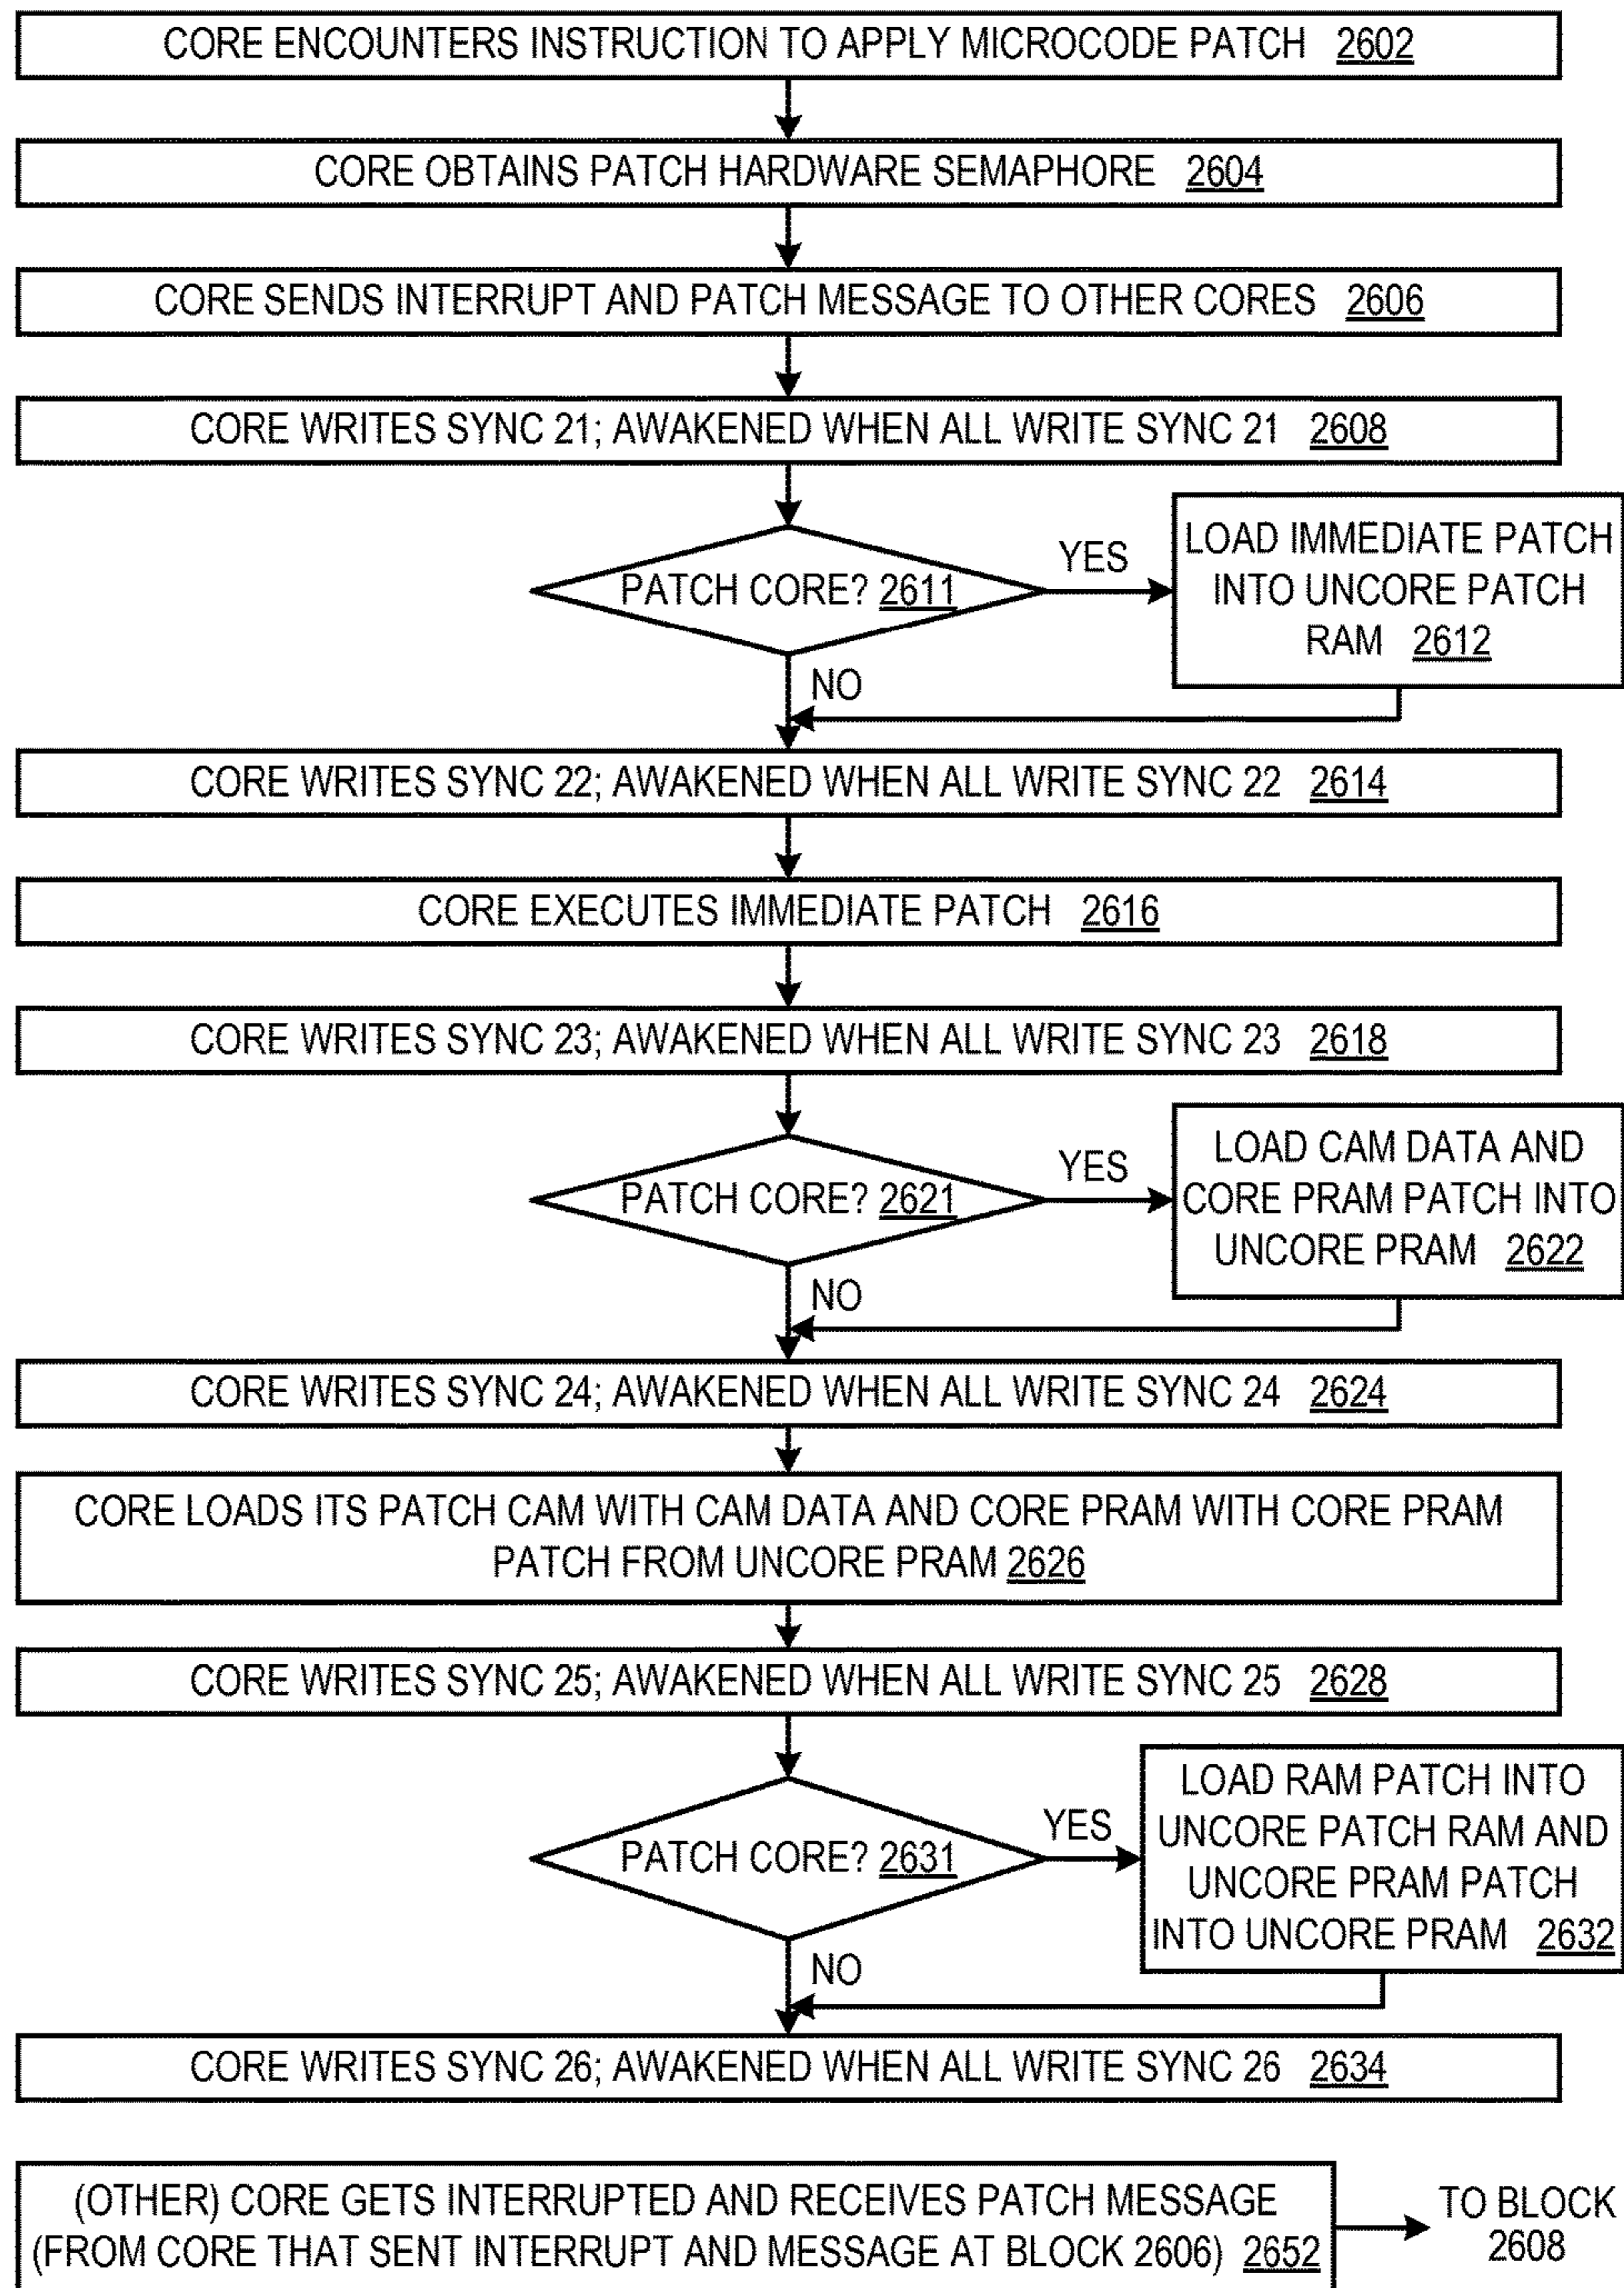 CORE ENCOUNTERS INSTRUCTION TO APPLY MICROCODE PATCH 2602
CORE OBTAINS PATCH HARDWARE SEMAPHORE 2604
CORE SENDS INTERRUPT AND PATCH MESSAGE TO OTHER CORES 2606
CORE WRITES SYNC 21; AWAKENED WHEN ALL WRITE SYNC 21 2608
PATCH CORE? 2611
YES
LOAD IMMEDIATE PATCH
INTO UNCORE PATCH
RAM 2612
NO
CORE WRITES SYNC 22; AWAKENED WHEN ALL WRITE SYNC 22 2614
CORE EXECUTES IMMEDIATE PATCH 2616
CORE WRITES SYNC 23; AWAKENED WHEN ALL WRITE SYNC 23 2618
PATCH CORE? 2621
YES
LOAD CAM DATA AND
CORE PRAM PATCH INTO
UNCORE PRAM 2622
NO
CORE WRITES SYNC 24; AWAKENED WHEN ALL WRITE SYNC 24 2624
CORE LOADS ITS PATCH CAM WITH CAM DATA AND CORE PRAM WITH CORE PRAM
PATCH FROM UNCORE PRAM 2626
CORE WRITES SYNC 25; AWAKENED WHEN ALL WRITE SYNC 25 2628
PATCH CORE? 2631
YES
LOAD RAM PATCH INTO
UNCORE PATCH RAM AND
UNCORE PRAM PATCH
INTO UNCORE PRAM 2632
NO
CORE WRITES SYNC 26; AWAKENED WHEN ALL WRITE SYNC 26 2634
(OTHER) CORE GETS INTERRUPTED AND RECEIVES PATCH MESSAGE
(FROM CORE THAT SENT INTERRUPT AND MESSAGE AT BLOCK 2606) 2652
TO BLOCK
2608